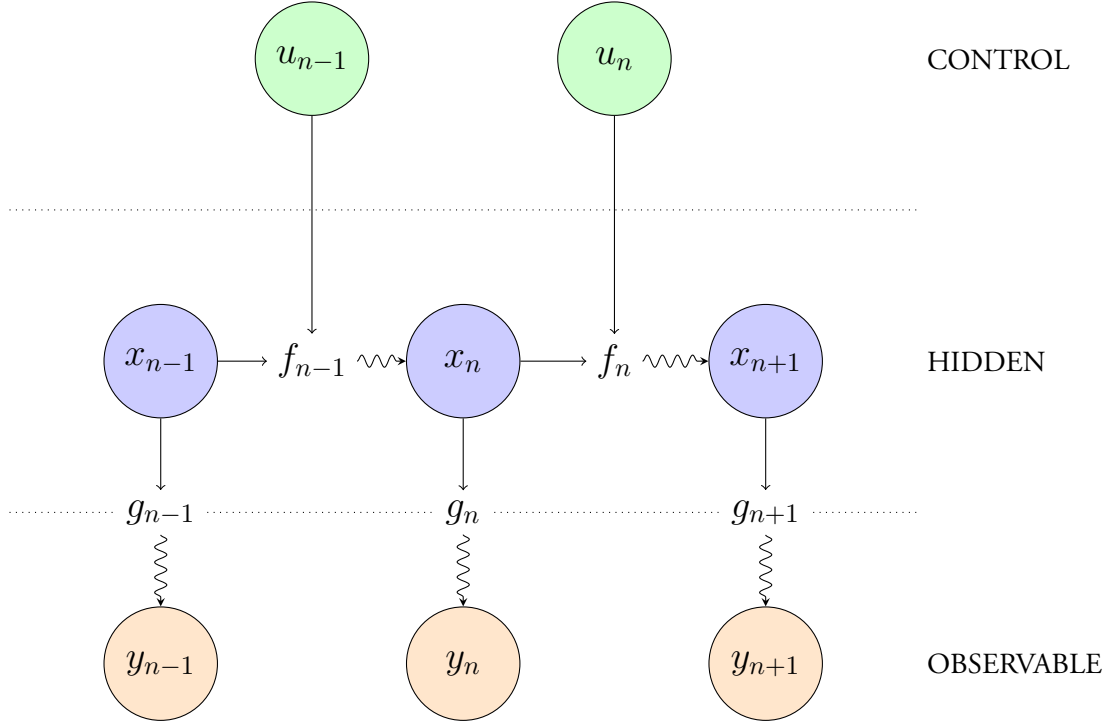 u_{n−1} u_n CONTROL
x_{n−1} f_{n−1} x_n f_n x_{n+1} HIDDEN
g_{n−1} g_n g_{n+1}
y_{n−1} y_n y_{n+1} OBSERVABLE